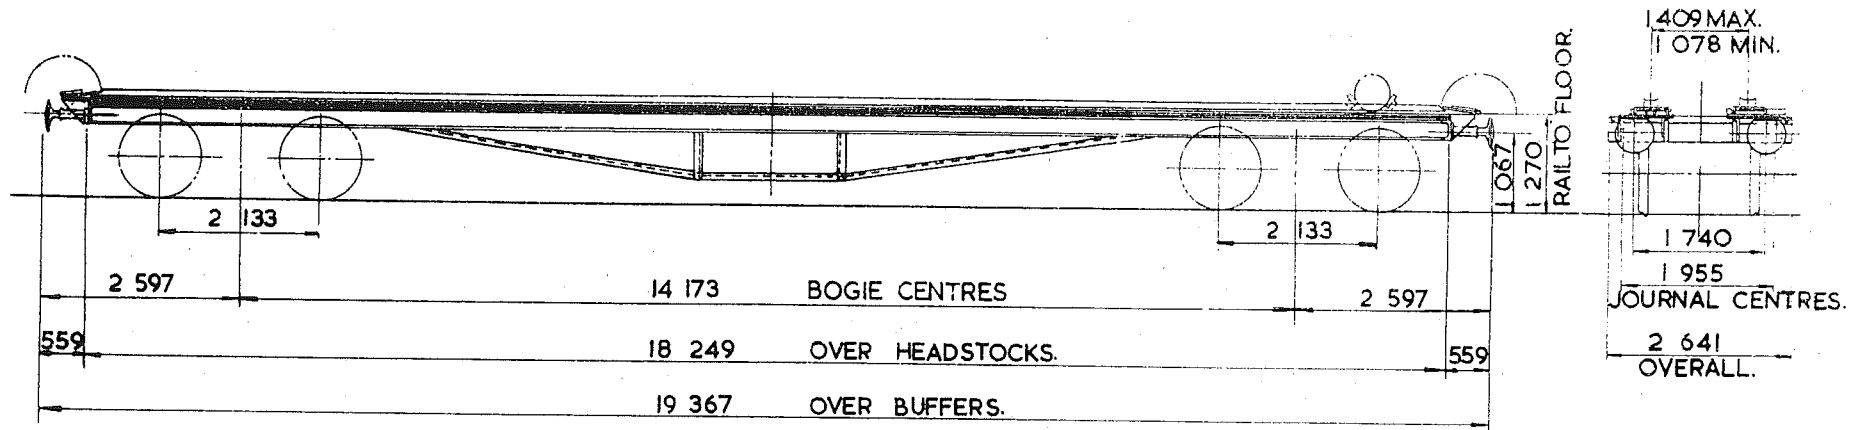 1 409 MAX.
1 078 MIN.
RAIL TO FLOOR.
1 270
1 067
2 133
2 133
1 740
2 597
14 173 BOGIE CENTRES
2 597
1 955
JOURNAL CENTRES.
559
18 249 OVER HEADSTOCKS.
559
2 641
OVERALL.
19 367 OVER BUFFERS.